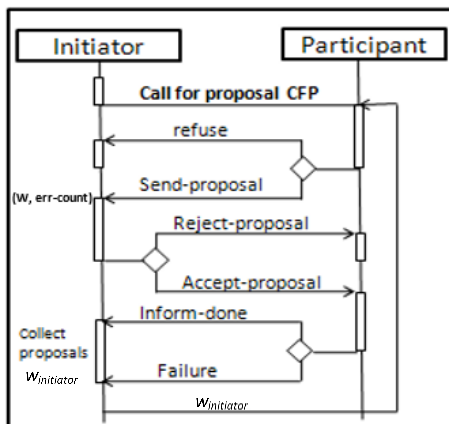 Initiator
Participant
Call for proposal CFP
refuse
Send-proposal
(W, err-count)
Reject-proposal
Accept-proposal
Inform-done
Collect
proposals
Winitiator
Failure
Winitiator